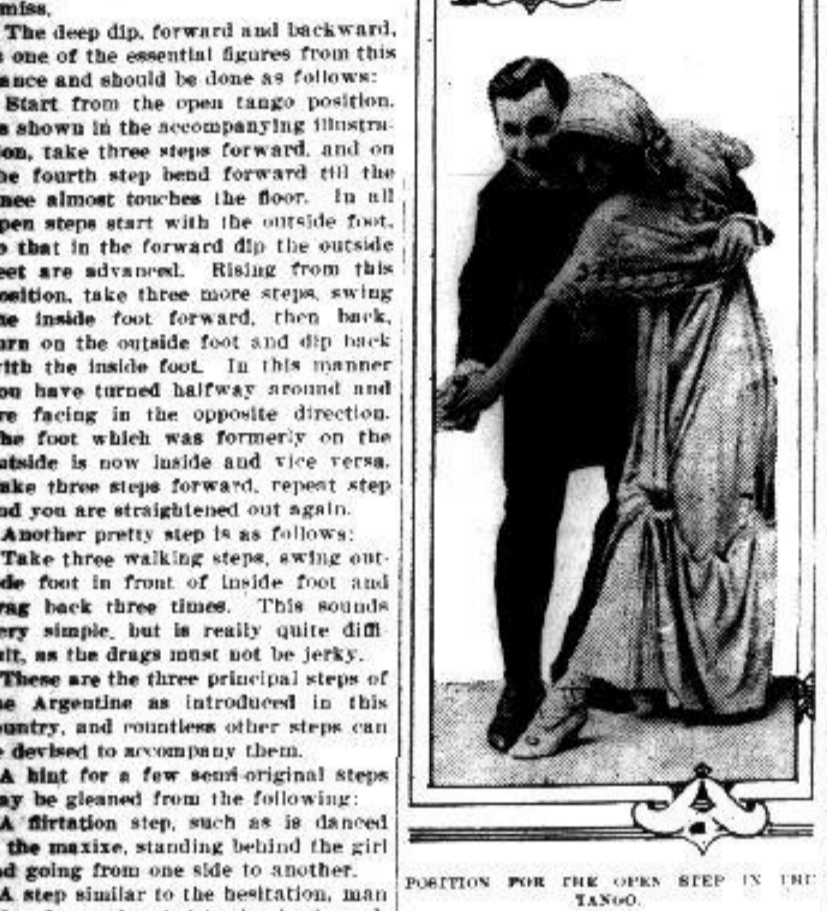 miss.
The deep dip, forward and backward,
s one of the essential figures from this
ance and should be done as follows:
Start from the open tango position,
s shown in the accompanying illustra-
ion, take three steps forward, and on
he fourth step bend forward till the
nee almost touches the floor. In all
pen steps start with the outside foot,
o that in the forward dip the outside
eet are advanced. Rising from this
osition, take three more steps, swing
he inside foot forward, then back,
urn on the outside foot and dip back
ith the inside foot. In this manner
ou have turned halfway around and
re facing in the opposite direction.
he foot which was formerly on the
utside is now inside and vice versa.
ake three steps forward, repeat step
nd you are straightened out again.
Another pretty step is as follows:
Take three walking steps, swing out-
de foot in front of inside foot and
rag back three times. This sounds
ery simple, but is really quite diffi-
ult, as the drags must not be jerky.
These are the three principal steps of
he Argentine as introduced in this
ountry, and countless other steps can
e devised to accompany them.
A hint for a few semi-original steps
ay be gleaned from the following:
A flirtation step, such as is danced
the maxixe, standing behind the girl
nd going from one side to another.
A step similar to the hesitation, man
POSITION FOR THE OPEN STEP IN THE
TANGO.